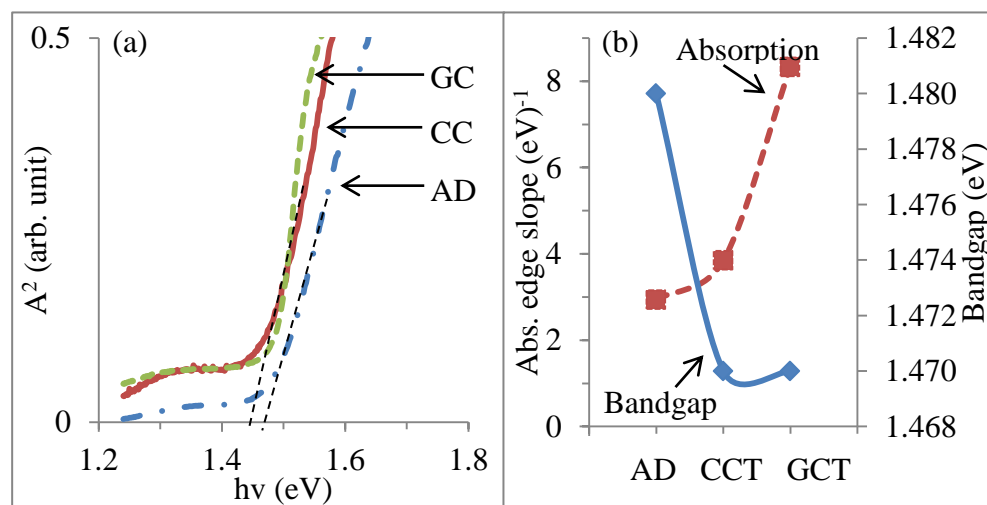 (a)
0.5
0
A² (arb. unit)
GC
CC
AD
1.2
1.4
1.6
1.8
hν (eV)
(b)
Absorption
Bandgap
Abs. edge slope (eV)⁻¹
8
6
4
2
0
AD
CCT
GCT
1.482
1.480
1.478
1.476
1.474
1.472
1.470
1.468
Bandgap (eV)